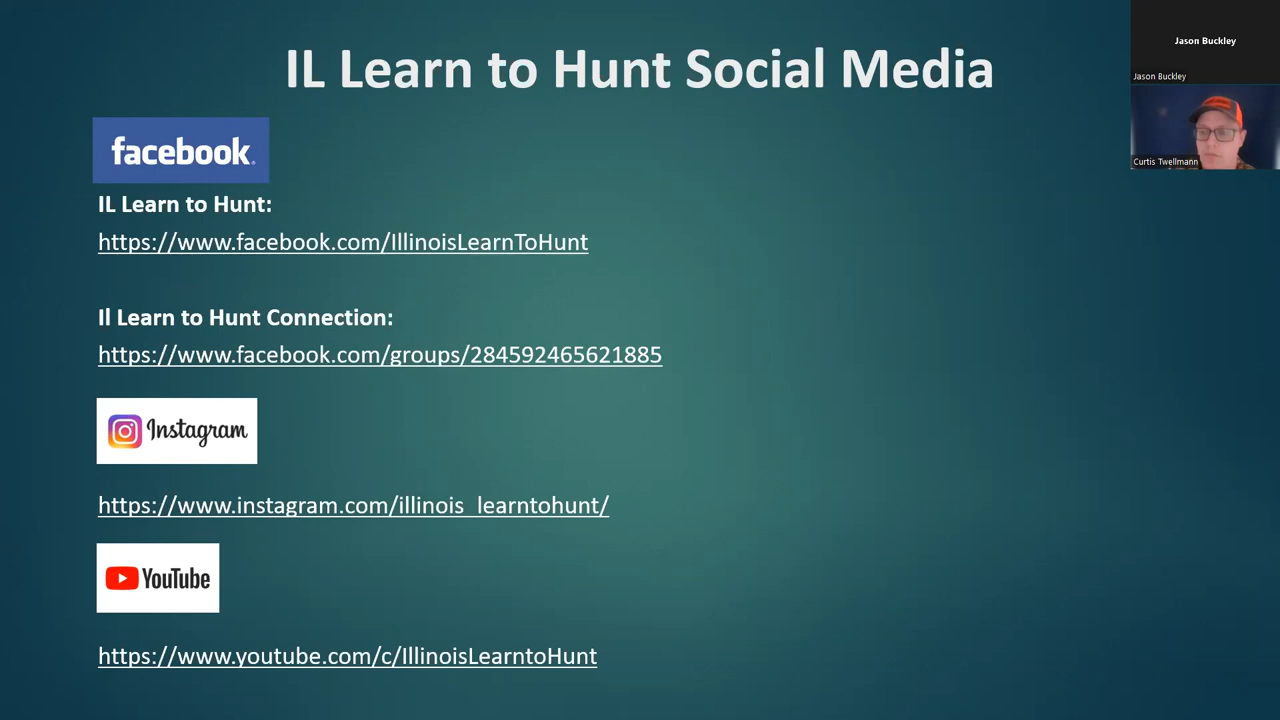 IL Learn to Hunt Social Media
Jason Buckley
Jason Buckley
Curtis Twellmann
facebook.
IL Learn to Hunt:
https://www.facebook.com/IllinoisLearnToHunt
Il Learn to Hunt Connection:
https://www.facebook.com/groups/284592465621885
Instagram
https://www.instagram.com/illinois_learntohunt/
YouTube
https://www.youtube.com/c/IllinoisLearntoHunt